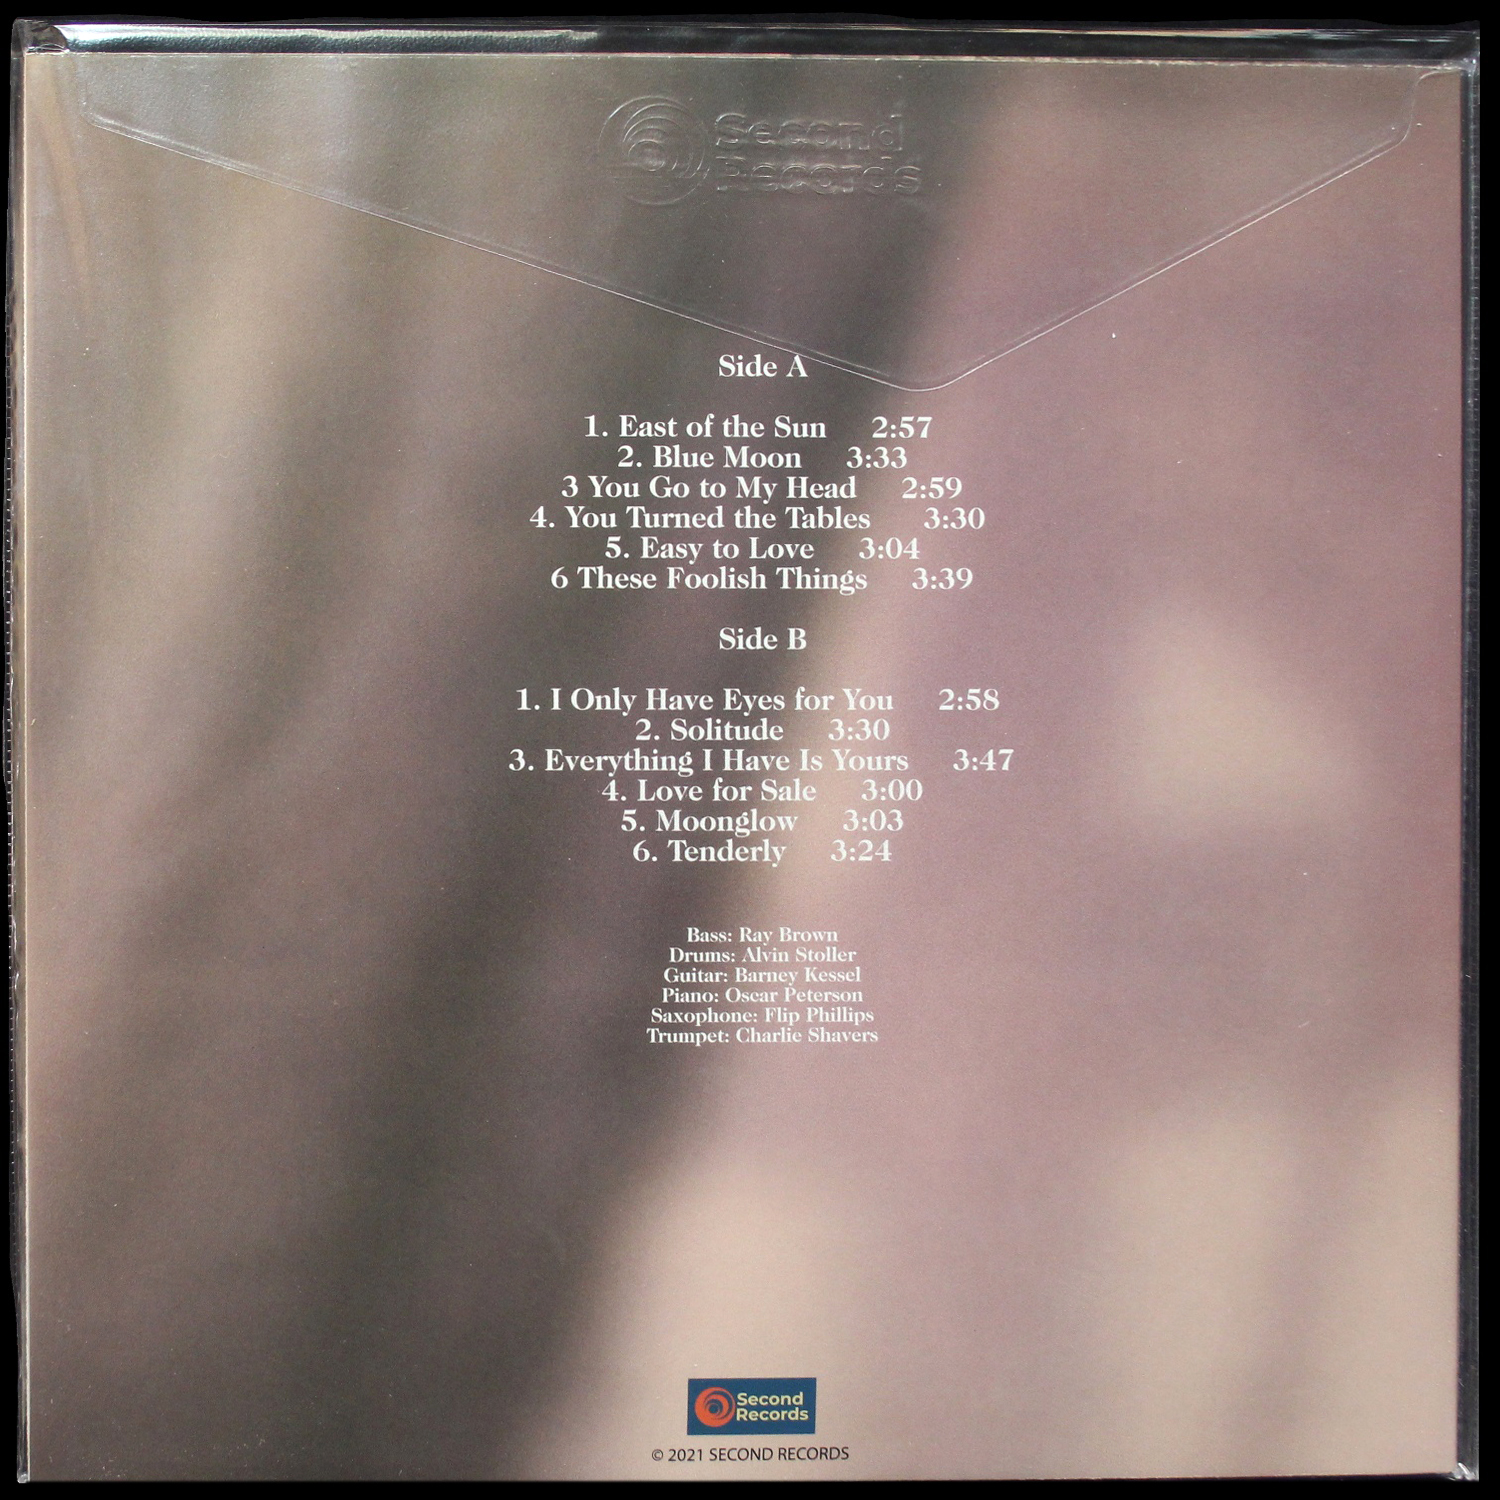 Second
Records
Side A
1. East of the Sun 2:57
2. Blue Moon 3:33
3 You Go to My Head 2:59
4. You Turned the Tables 3:30
5. Easy to Love 3:04
6 These Foolish Things 3:39
Side B
1. I Only Have Eyes for You 2:58
2. Solitude 3:30
3. Everything I Have Is Yours 3:47
4. Love for Sale 3:00
5. Moonglow 3:03
6. Tenderly 3:24
Bass: Ray Brown
Drums: Alvin Stoller
Guitar: Barney Kessel
Piano: Oscar Peterson
Saxophone: Flip Phillips
Trumpet: Charlie Shavers
Second
Records
© 2021 SECOND RECORDS